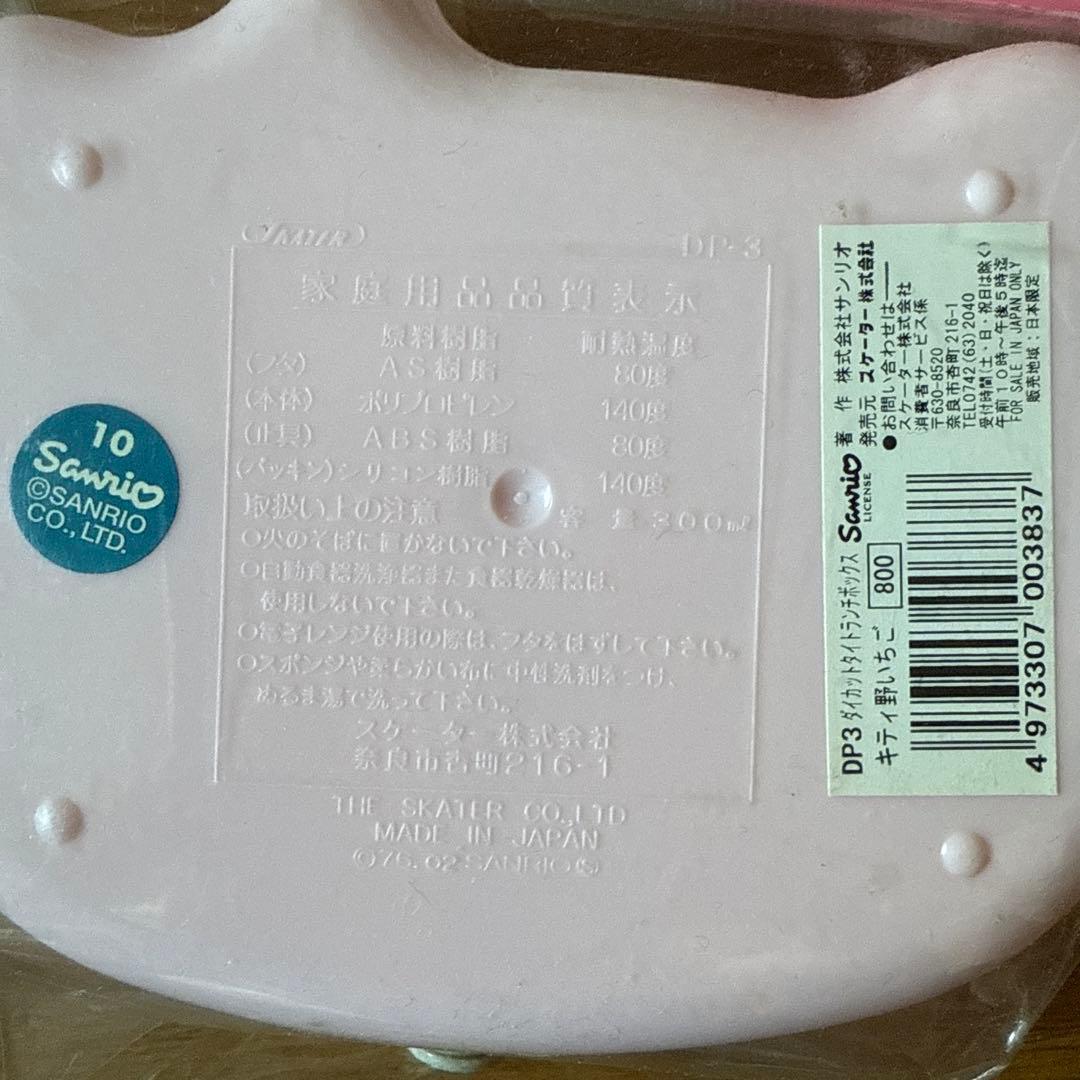 SKATER
DP-3
家庭用品品質表示
原料樹脂 耐熱温度
(フタ) AS樹脂 80度
(本体) ポリプロピレン 140度
(止具) ABS樹脂 80度
(パッキン) シリコン樹脂 140度
取扱い上の注意 容量300㎖
○火のそばに置かないで下さい。
○自動食器洗浄器また食器乾燥器は、
使用しないで下さい。
○電子レンジ使用の際は、フタをはずして下さい。
○スポンジや柔らかい布に中性洗剤をつけ、
ぬるま湯で洗って下さい。
スケーター株式会社
奈良市杏町216-1
THE SKATER CO.,LTD
MADE IN JAPAN
©76.02 SANRIO
10
Sanrio
©SANRIO
CO., LTD.
著作 株式会社サンリオ
発売元 スケーター株式会社
●お問い合わせは
スケーター株式会社
消費者サービス係
〒630-8520
奈良市杏町216-1
TEL0742(63)2040
受付時間(土・日・祝日は除く)
午前10時～午後5時迄
FOR SALE IN JAPAN ONLY
販売地域:日本限定
Sanrio
LICENSE
DP3 ダイカットタイトランチボックス
キティ野いちご 800
4 973307 003837